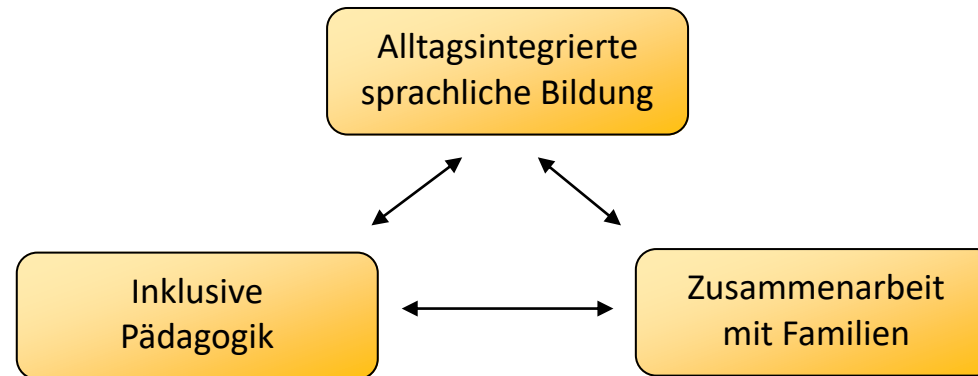 Alltagsintegrierte
sprachliche Bildung
Inklusive
Pädagogik
Zusammenarbeit
mit Familien